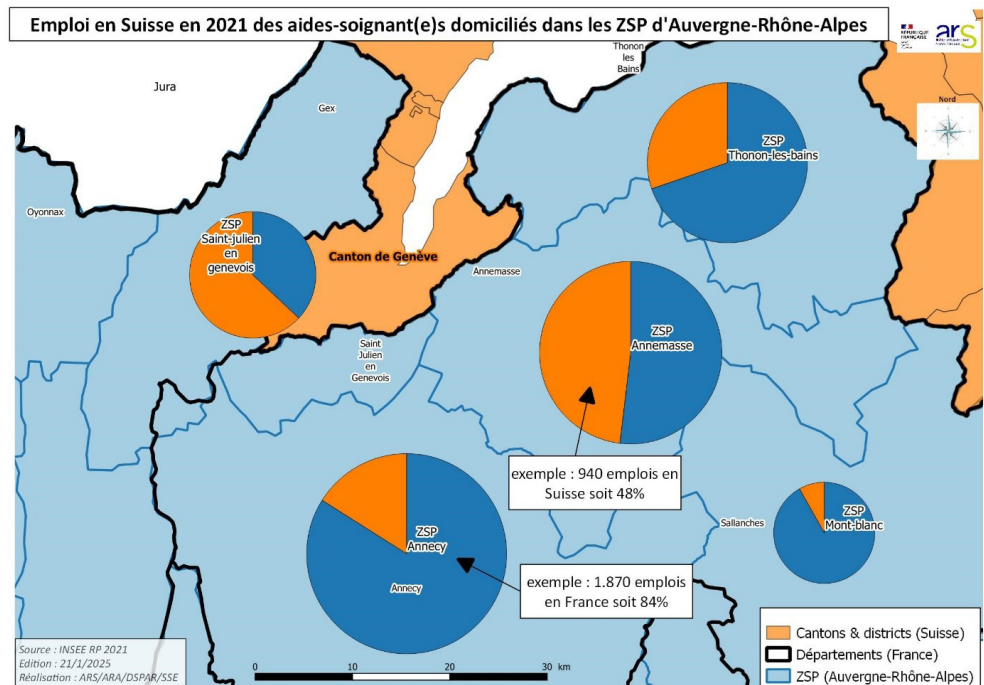 Emploi en Suisse en 2021 des aides-soignant(e)s domiciliés dans les ZSP d'Auvergne-Rhône-Alpes
RÉPUBLIQUE
FRANÇAISE
ars
Thonon
les
Bains
Jura
Gex
Nord
ZSP
Thonon-les-bains
Oyonnax
ZSP
Saint-julien
en
genevois
Canton de Genève
Annemasse
ZSP
Annemasse
Saint
Julien
en
Genevois
exemple : 940 emplois en
Suisse soit 48%
ZSP
Mont-blanc
Sallanches
ZSP
Annecy
Annecy
exemple : 1.870 emplois
en France soit 84%
Cantons & districts (Suisse)
Départements (France)
ZSP (Auvergne-Rhône-Alpes)
Source : INSEE RP 2021
Edition : 21/1/2025
Réalisation : ARS/ARA/DSPAR/SSE
0 10 20 30 km